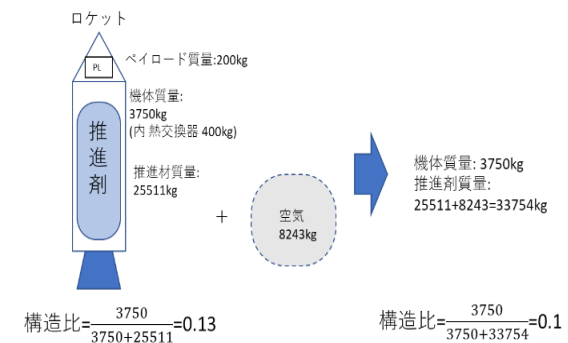 ロケット
PL
ペイロード質量:200kg
機体質量:
3750kg
(内 熱交換器 400kg)
推進剤
推進材質量:
25511kg
+
空気
8243kg
機体質量: 3750kg
推進剤質量:
25511+8243=33754kg
構造比=3750/3750+25511=0.13
構造比=3750/3750+33754=0.1